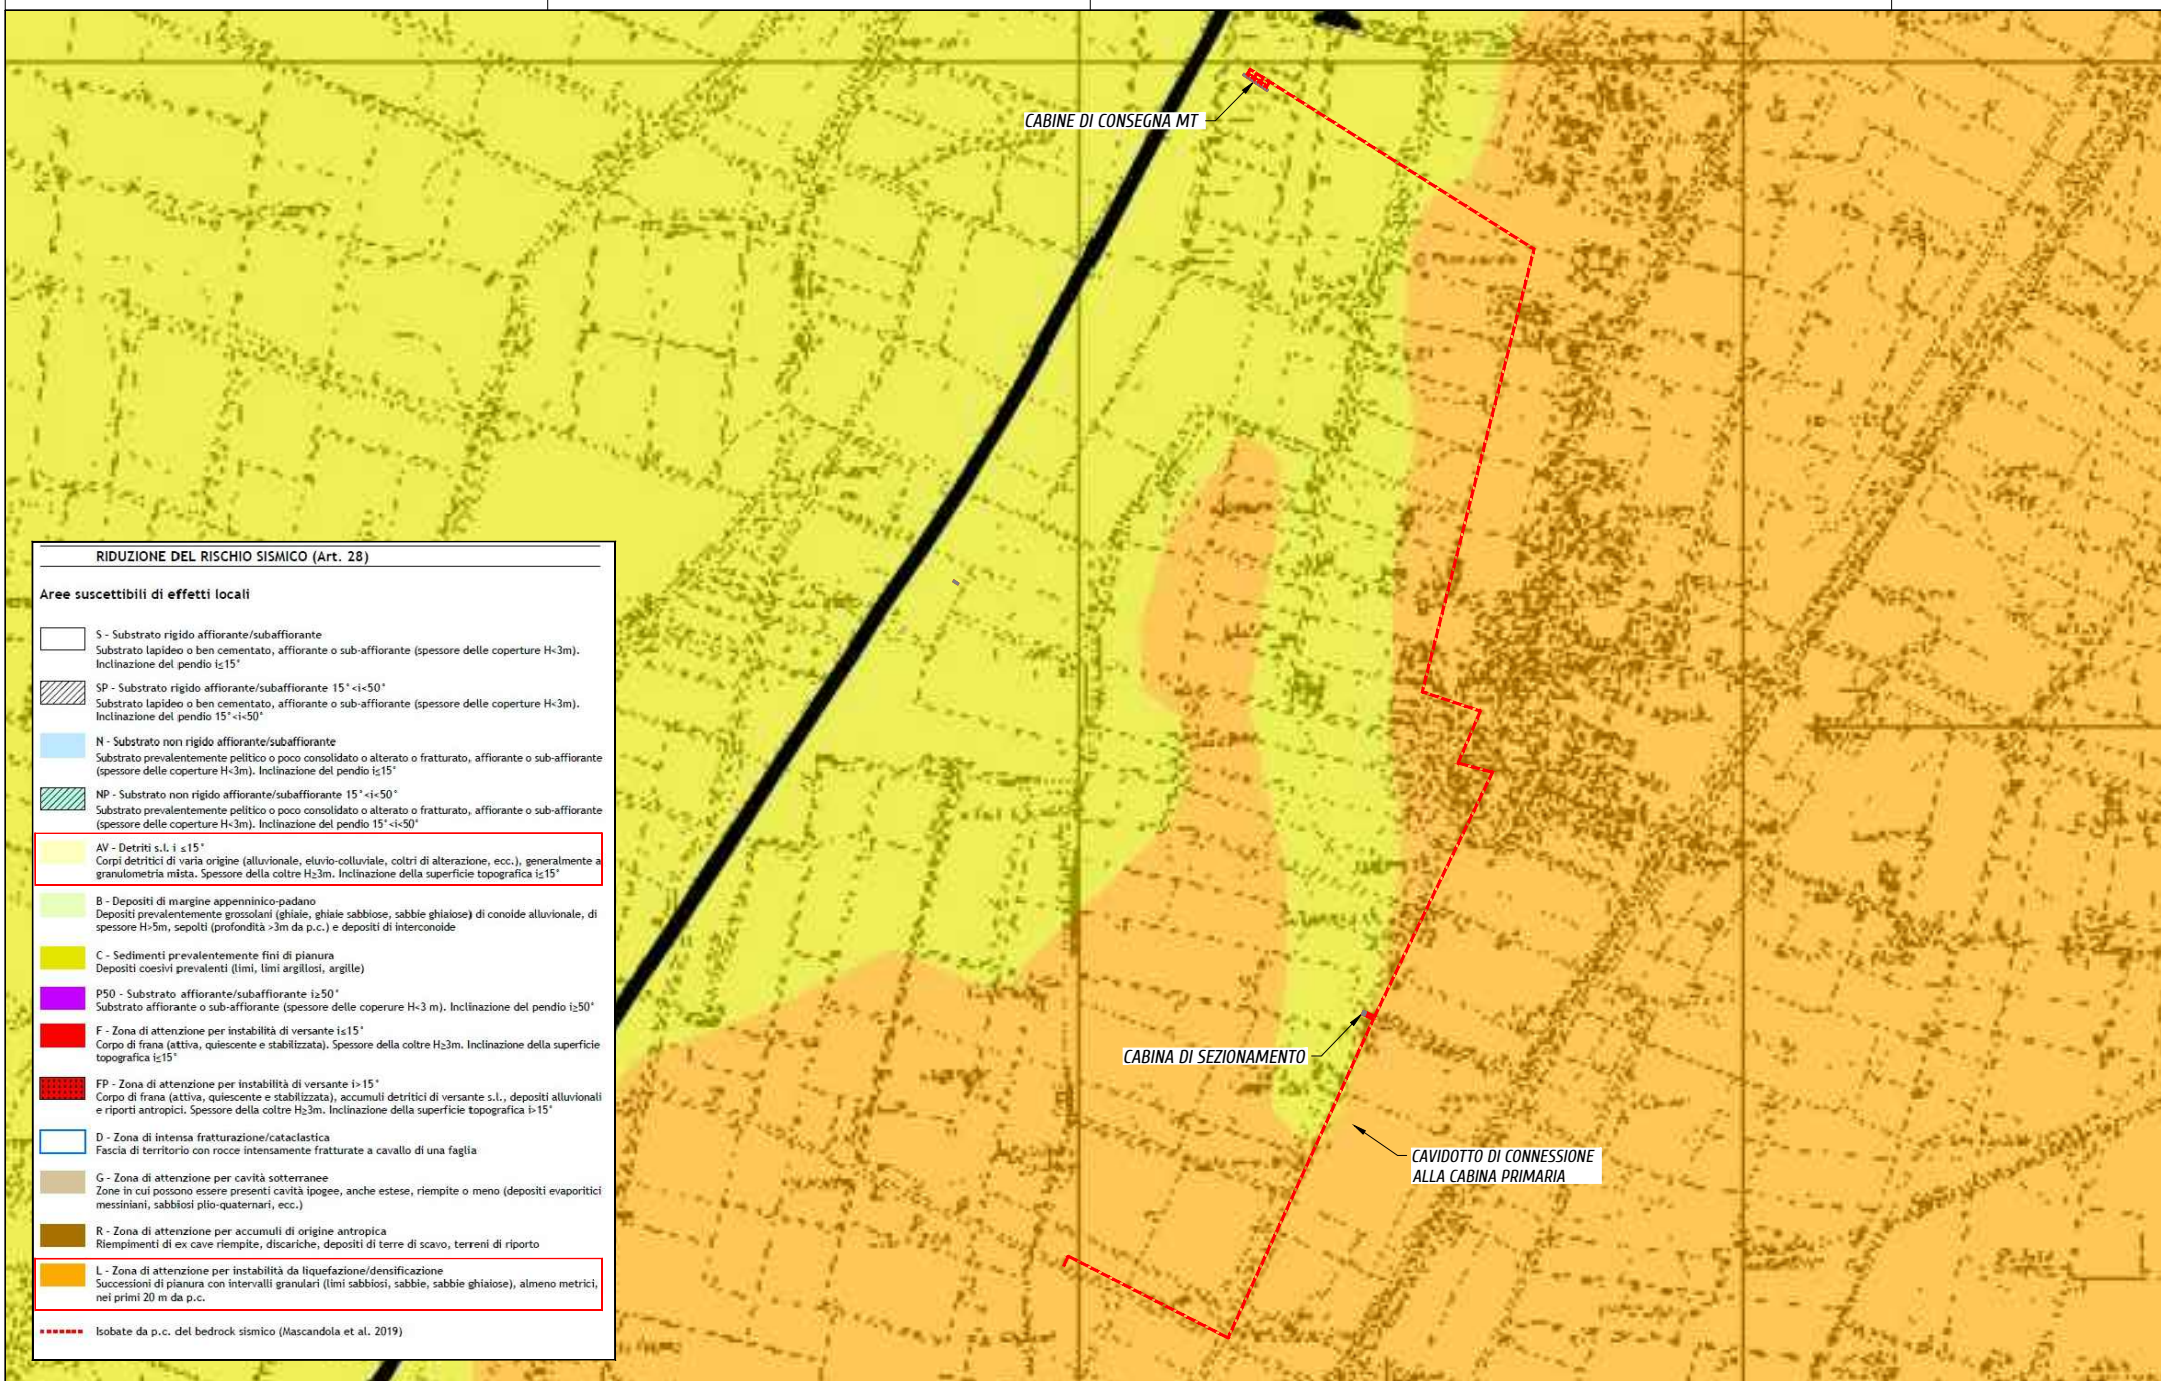 CABINE DI CONSEGNA MT
RIDUZIONE DEL RISCHIO SISMICO (Art. 28)
Aree suscettibili di effetti locali
S - Substrato rigido affiorante/subaffiorante
Substrato lapideo o ben cementato, affiorante o sub-affiorante (spessore delle coperture H<3m).
Inclinazione del pendio i≤15°
SP - Substrato rigido affiorante/subaffiorante 15°<i<50°
Substrato lapideo o ben cementato, affiorante o sub-affiorante (spessore delle coperture H<3m).
Inclinazione del pendio 15°<i<50°
N - Substrato non rigido affiorante/subaffiorante
Substrato prevalentemente pelitico o poco consolidato o alterato o fratturato, affiorante o sub-affiorante
(spessore delle coperture H<3m). Inclinazione del pendio i≤15°
NP - Substrato non rigido affiorante/subaffiorante 15°<i<50°
Substrato prevalentemente pelitico o poco consolidato o alterato o fratturato, affiorante o sub-affiorante
(spessore delle coperture H<3m). Inclinazione del pendio 15°<i<50°
AV - Detriti s.l. i ≤15°
Corpi detritici di varia origine (alluvionale, eluvio-colluviale, coltri di alterazione, ecc.), generalmente a
granulometria mista. Spessore della coltre H≥3m. Inclinazione della superficie topografica i≤15°
B - Depositi di margine appenninico-padano
Depositi prevalentemente grossolani (ghiaie, ghiaie sabbiose, sabbie ghiaiose) di conoide alluvionale, di
spessore H>5m, sepolti (profondità >3m da p.c.) e depositi di interconoide
C - Sedimenti prevalentemente fini di pianura
Depositi coesivi prevalenti (limi, limi argillosi, argille)
P50 - Substrato affiorante/subaffiorante i≥50°
Substrato affiorante o sub-affiorante (spessore delle coperure H<3 m). Inclinazione del pendio i≥50°
F - Zona di attenzione per instabilità di versante i≤15°
Corpo di frana (attiva, quiescente e stabilizzata). Spessore della coltre H≥3m. Inclinazione della superficie
topografica i≤15°
FP - Zona di attenzione per instabilità di versante i>15°
Corpo di frana (attiva, quiescente e stabilizzata), accumuli detritici di versante s.l., depositi alluvionali
e riporti antropici. Spessore della coltre H≥3m. Inclinazione della superficie topografica i>15°
D - Zona di intensa fratturazione/cataclastica
Fascia di territorio con rocce intensamente fratturate a cavallo di una faglia
G - Zona di attenzione per cavità sotterranee
Zone in cui possono essere presenti cavità ipogee, anche estese, riempite o meno (depositi evaporitici
messiniani, sabbiosi plio-quaternari, ecc.)
R - Zona di attenzione per accumuli di origine antropica
Riempimenti di ex cave riempite, discariche, depositi di terre di scavo, terreni di riporto
L - Zona di attenzione per instabilità da liquefazione/densificazione
Successioni di pianura con intervalli granulari (limi sabbiosi, sabbie, sabbie ghiaiose), almeno metrici,
nei primi 20 m da p.c.
Isobate da p.c. del bedrock sismico (Mascandola et al. 2019)
CABINA DI SEZIONAMENTO
CAVIDOTTO DI CONNESSIONE
ALLA CABINA PRIMARIA